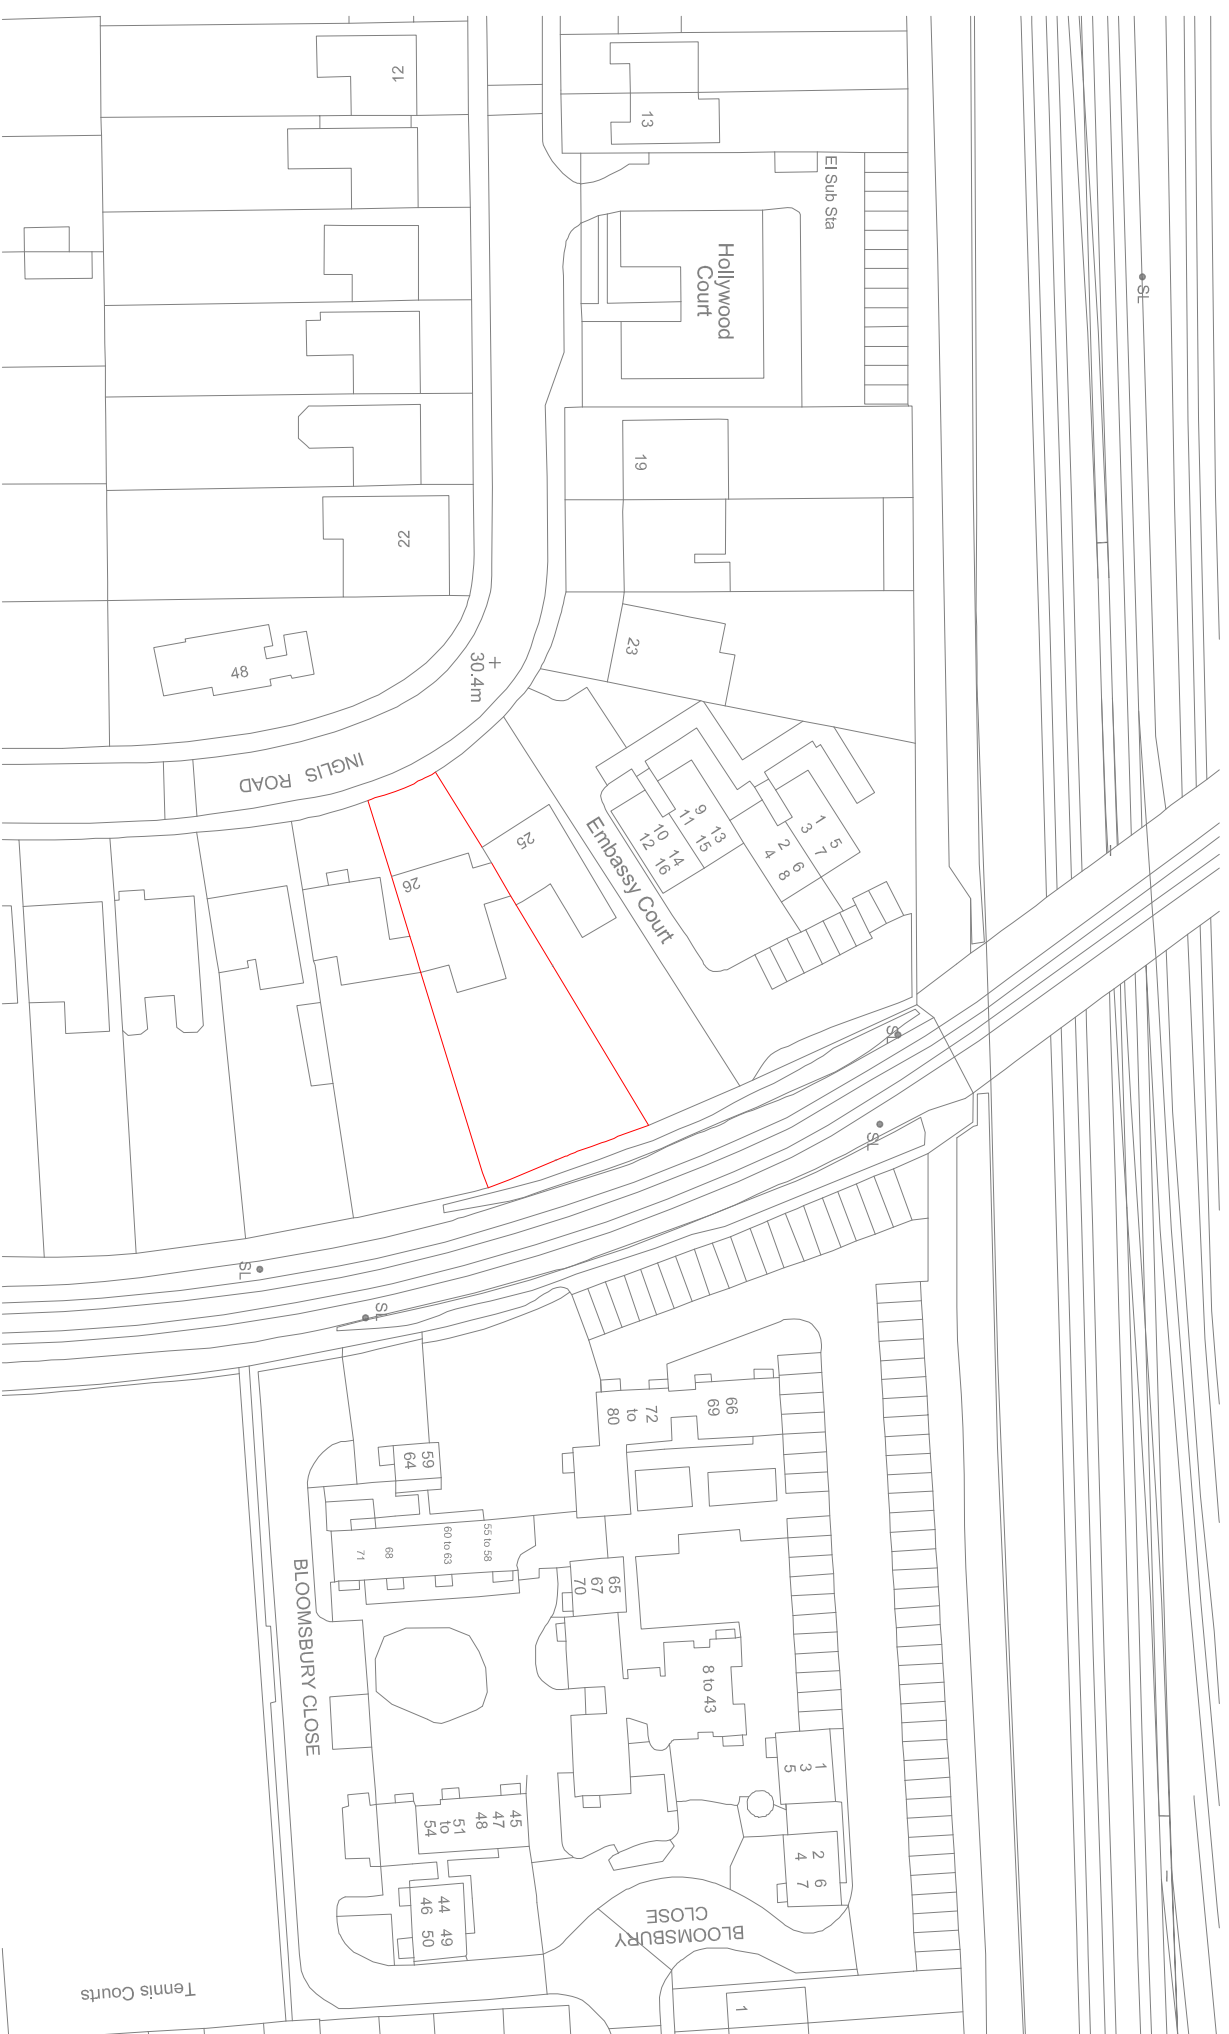 12
13
El Sub Sta
Hollywood
Court
SL
19
22
23
48
30.4m
INGLIS ROAD
Embassy Court
9 13
11 15
10 14
12 16
1 5
3 7
2 6
4 8
25
26
SL
SL
SL
SL
66
69
72
to
80
59
64
55 to 58
60 to 63
68
71
65
67
70
BLOOMSBURY CLOSE
8 to 43
1
3
5
2 6
4 7
45
47
48
51
to
54
44 49
46 50
BLOOMSBURY
CLOSE
Tennis Courts
1